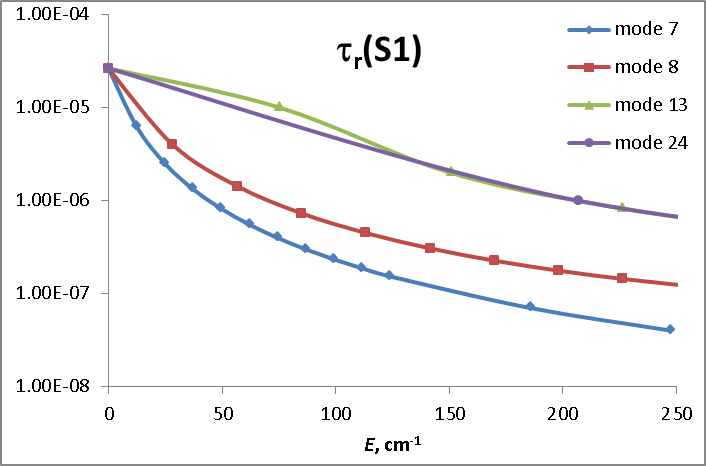 τr(S1)
mode 7
mode 8
mode 13
mode 24
1.00E-04
1.00E-05
1.00E-06
1.00E-07
1.00E-08
0 50 100 150 200 250
E, cm-1